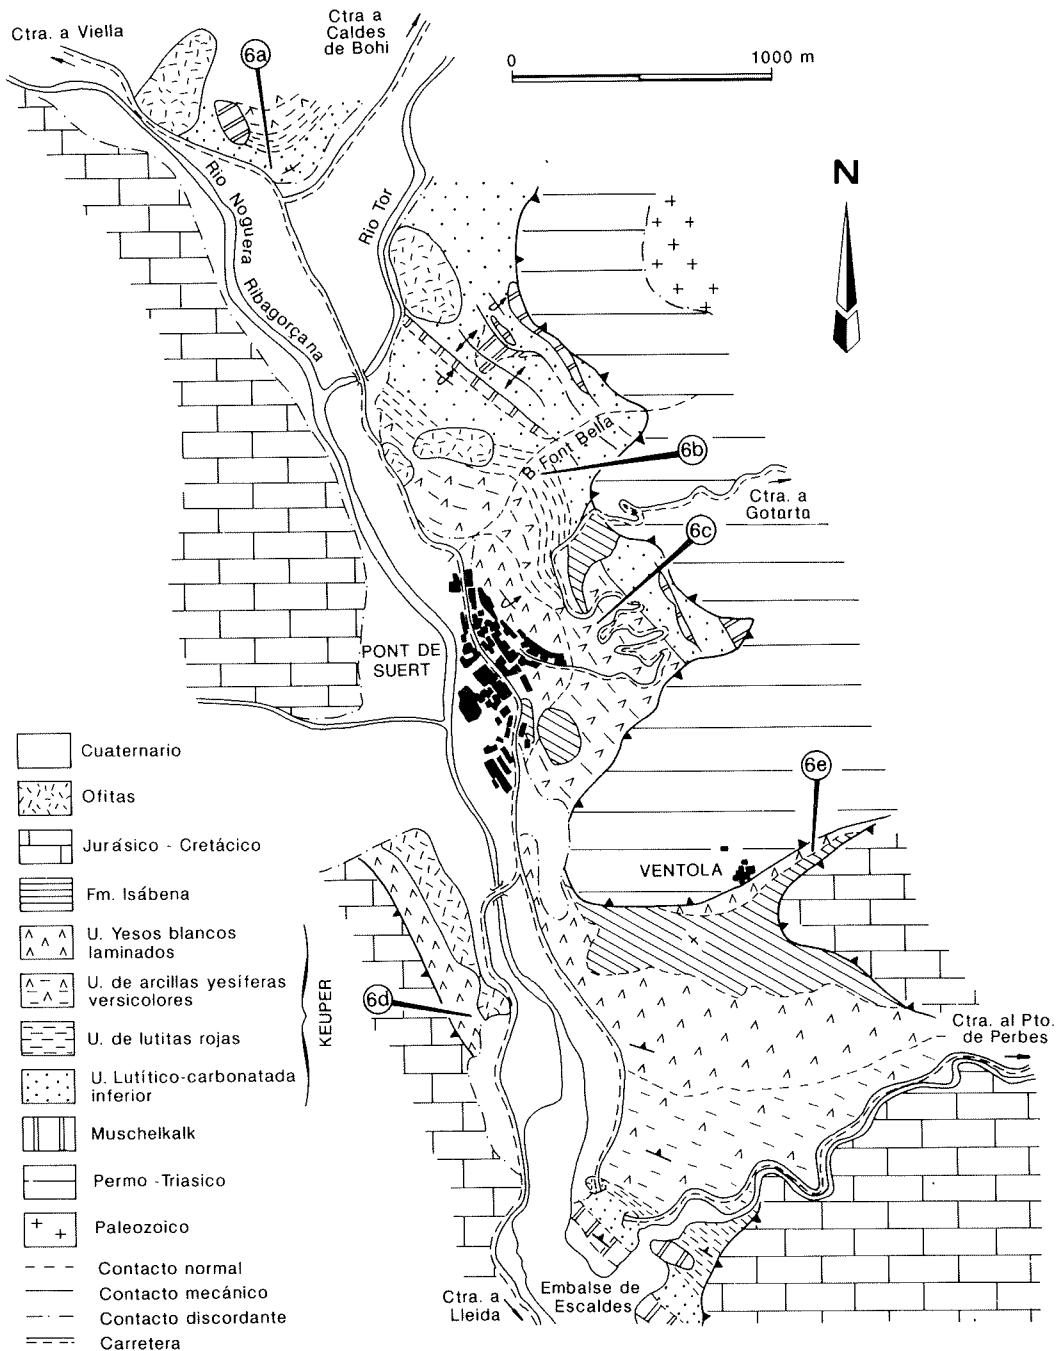 Ctra. a Viella
Ctra a
Caldes
de Bohi
6a
0
1000 m
N
Rio Noguera Ribagorçana
Rio Tor
B Font Bella
6b
Ctra. a
Gotarta
6c
PONT DE
SUERT
6e
VENTOLA
6d
Ctra. al Pto.
de Perbes
Embalse de
Escaldes
Ctra. a
Lleida
Cuaternario
Ofitas
Jurásico - Cretácico
Fm. Isábena
U. Yesos blancos
laminados
U. de arcillas yesíferas
versicolores
U. de lutitas rojas
U. Lutítico-carbonatada
inferior
KEUPER
Muschelkalk
Permo - Triasico
Paleozoico
Contacto normal
Contacto mecánico
Contacto discordante
Carretera